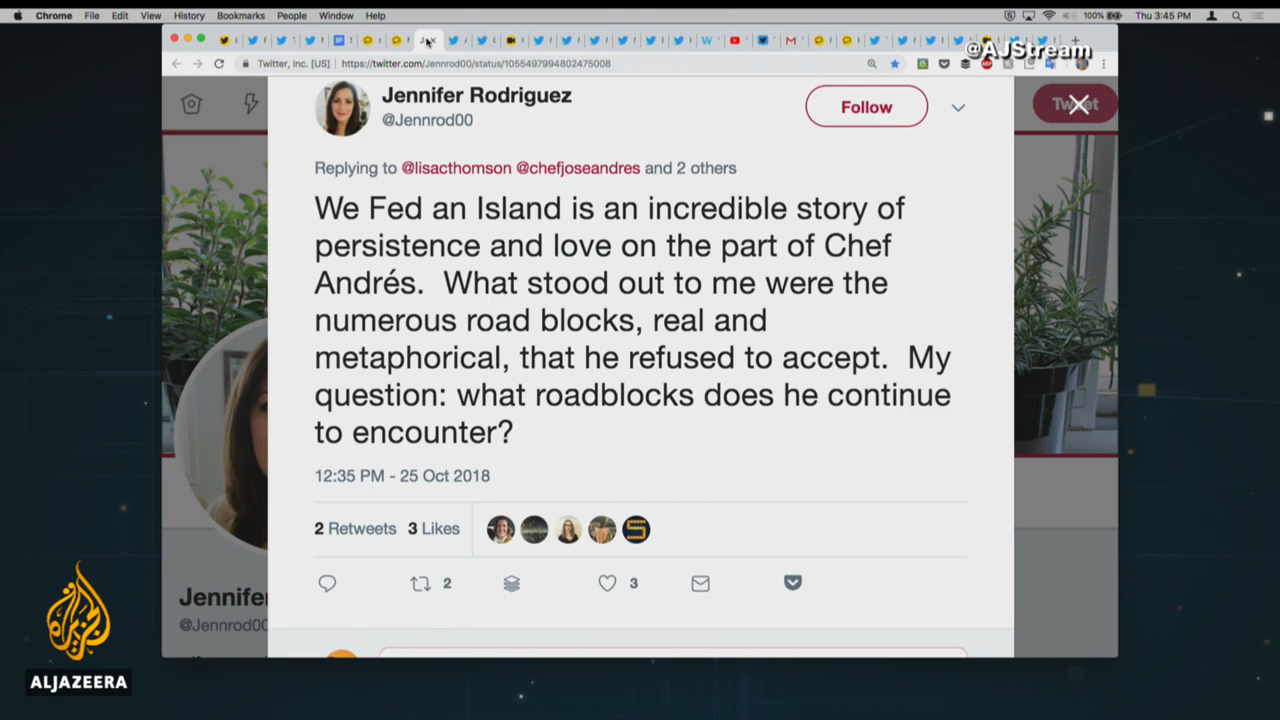 Chrome File Edit View History Bookmarks People Window Help
100% Thu 3:45 PM
@AJStream
Twitter, Inc. [US] | https://twitter.com/Jennrod00/status/1055497994802475008
Jennifer Rodriguez
@Jennrod00
Follow
Tweet
Replying to @lisacthomson @chefjoseandres and 2 others
We Fed an Island is an incredible story of
persistence and love on the part of Chef
Andrés. What stood out to me were the
numerous road blocks, real and
metaphorical, that he refused to accept. My
question: what roadblocks does he continue
to encounter?
12:35 PM - 25 Oct 2018
2 Retweets 3 Likes
2 3
Jennife
@Jennrod00
ALJAZEERA